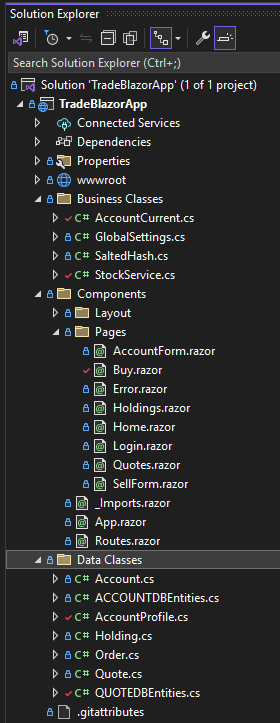 Solution Explorer
Search Solution Explorer (Ctrl+;)
Solution 'TradeBlazorApp' (1 of 1 project)
TradeBlazorApp
Connected Services
Dependencies
Properties
wwwroot
Business Classes
C# AccountCurrent.cs
C# GlobalSettings.cs
C# SaltedHash.cs
C# StockService.cs
Components
Layout
Pages
AccountForm.razor
Buy.razor
Error.razor
Holdings.razor
Home.razor
Login.razor
Quotes.razor
SellForm.razor
_Imports.razor
App.razor
Routes.razor
Data Classes
C# Account.cs
C# ACCOUNTDBEntities.cs
C# AccountProfile.cs
C# Holding.cs
C# Order.cs
C# Quote.cs
C# QUOTEDBEntities.cs
.gitattributes